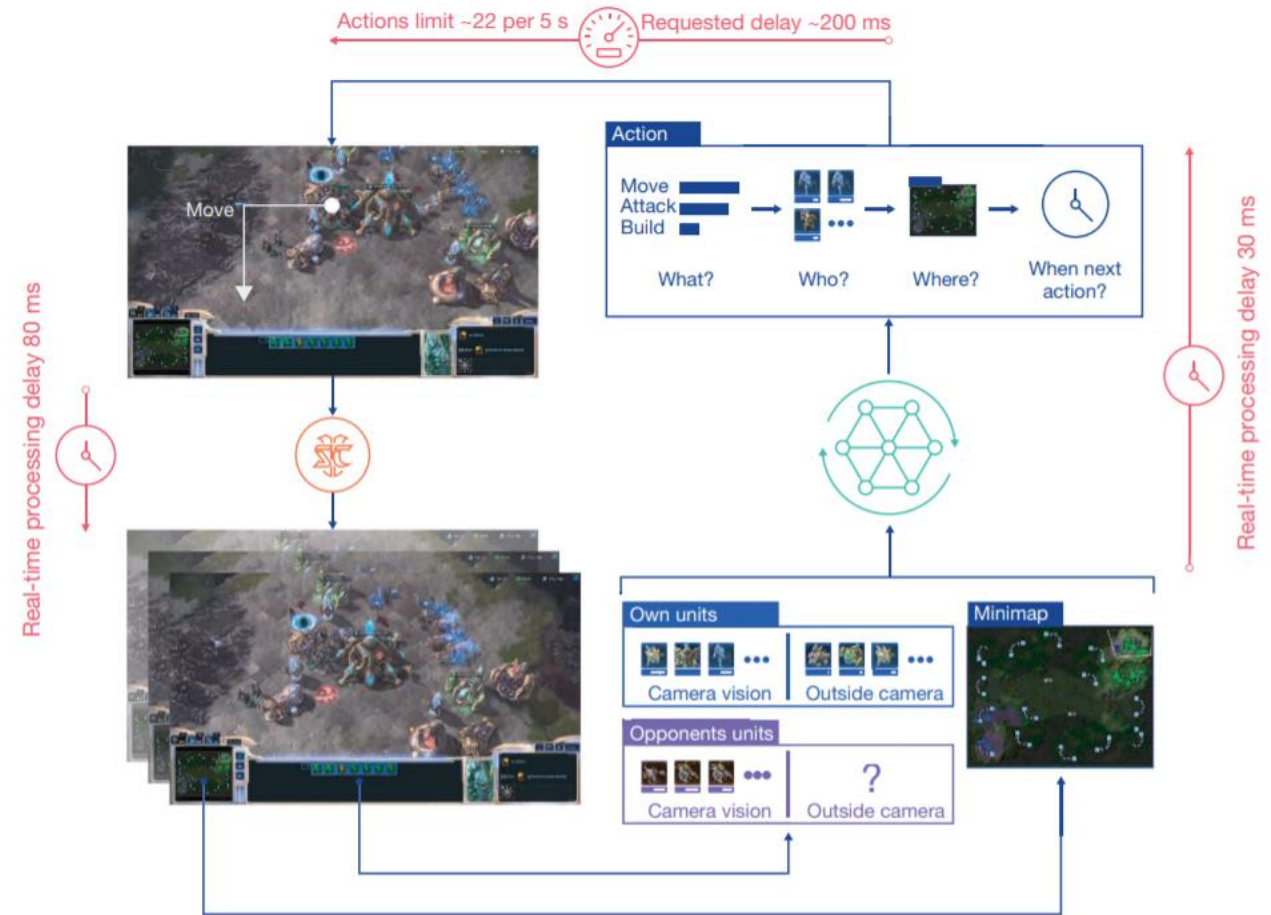 Actions limit ~22 per 5 s
Requested delay ~200 ms
Real-time processing delay 80 ms
Move
Action
Move
Attack
Build
What?
Who?
Where?
When next
action?
Real-time processing delay 30 ms
Own units
Camera vision
Outside camera
Opponents units
Camera vision
?
Outside camera
Minimap